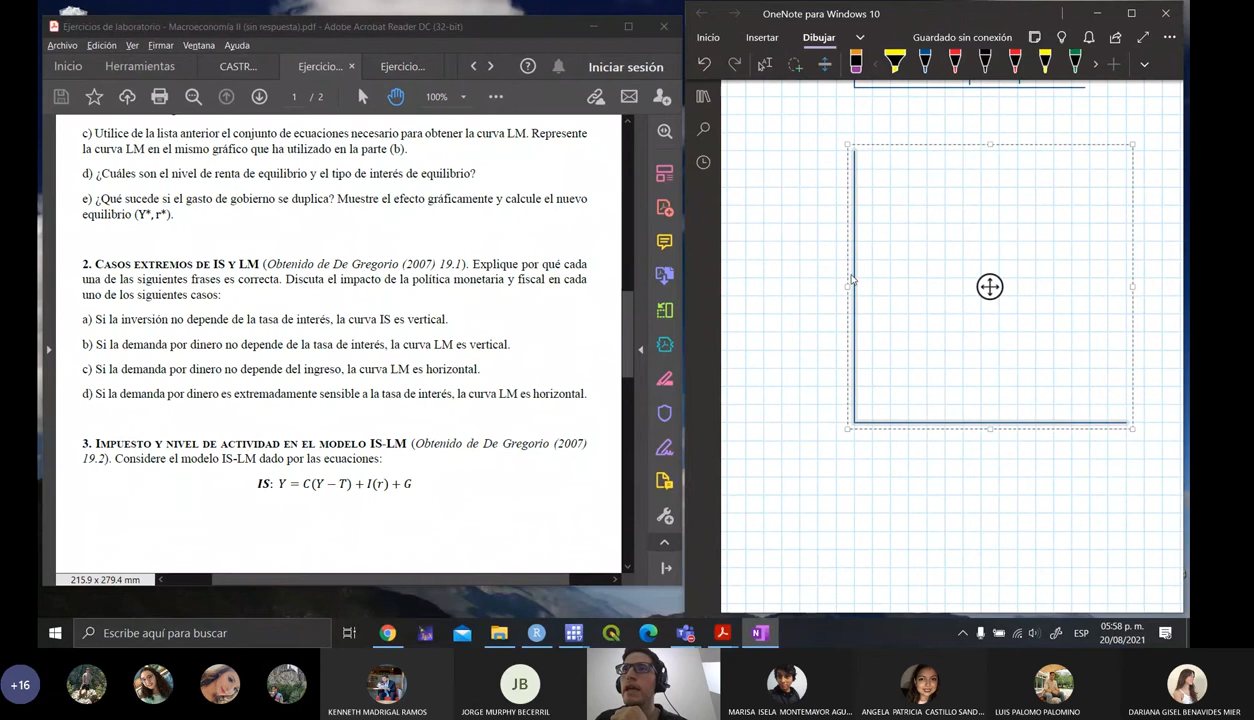 Ejercicios de laboratorio - Macroeconomía II (sin respuesta).pdf - Adobe Acrobat Reader DC (32-bit)
Archivo Edición Ver Firmar Ventana Ayuda
Inicio Herramientas CASTR... Ejercicio... × Ejercicio... Iniciar sesión
1 / 2 100%
c) Utilice de la lista anterior el conjunto de ecuaciones necesario para obtener la curva LM. Represente
la curva LM en el mismo gráfico que ha utilizado en la parte (b).
d) ¿Cuáles son el nivel de renta de equilibrio y el tipo de interés de equilibrio?
e) ¿Qué sucede si el gasto de gobierno se duplica? Muestre el efecto gráficamente y calcule el nuevo
equilibrio (Y*, r*).
2. CASOS EXTREMOS DE IS Y LM (Obtenido de De Gregorio (2007) 19.1). Explique por qué cada
una de las siguientes frases es correcta. Discuta el impacto de la política monetaria y fiscal en cada
uno de los siguientes casos:
a) Si la inversión no depende de la tasa de interés, la curva IS es vertical.
b) Si la demanda por dinero no depende de la tasa de interés, la curva LM es vertical.
c) Si la demanda por dinero no depende del ingreso, la curva LM es horizontal.
d) Si la demanda por dinero es extremadamente sensible a la tasa de interés, la curva LM es horizontal.
3. IMPUESTO Y NIVEL DE ACTIVIDAD EN EL MODELO IS-LM (Obtenido de De Gregorio (2007)
19.2). Considere el modelo IS-LM dado por las ecuaciones:
IS: Y = C(Y − T) + I(r) + G
215.9 x 279.4 mm
OneNote para Windows 10
Inicio Insertar Dibujar Guardado sin conexión
Escribe aquí para buscar
ESP
05:58 p. m.
20/08/2021
+16
KENNETH MADRIGAL RAMOS
JB
JORGE MURPHY BECERRIL
MARISA ISELA MONTEMAYOR AGU...
ANGELA PATRICIA CASTILLO SAND...
LUIS PALOMO PALOMINO
DARIANA GISEL BENAVIDES MIER